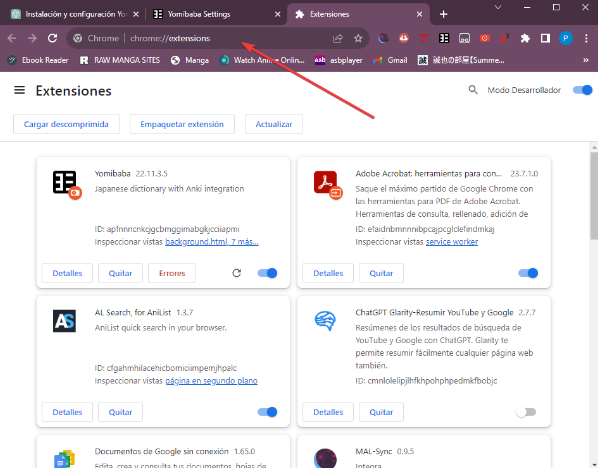 Instalación y configuración Yom
Yomibaba Settings
Extensiones
Chrome
chrome://extensions
Ebook Reader
RAW MANGA SITES
Manga
Watch Anime Online...
asbplayer
Gmail
誠也の部屋【Summe...
Extensiones
Modo Desarrollador
Cargar descomprimida
Empaquetar extensión
Actualizar
Yomibaba 22.11.3.5
Japanese dictionary with Anki integration
ID: apfnnncnkcjgcbmggimabgkjcciiapmi
Inspeccionar vistas background.html, 7 más...
Detalles
Quitar
Errores
Adobe Acrobat: herramientas para con... 23.7.1.0
Saque el máximo partido de Google Chrome con
las herramientas para PDF de Adobe Acrobat.
Herramientas de consulta, rellenado, adición de
ID: efaidnbmnnnibpcajpcglclefindmkaj
Inspeccionar vistas service worker
Detalles
Quitar
AL Search, for AniList 1.3.7
AniList quick search in your browser.
ID: cfgahmhilacehicbomiciimpemjhpalc
Inspeccionar vistas página en segundo plano
Detalles
Quitar
ChatGPT Glarity-Resumir YouTube y Google 2.7.7
Resúmenes de los resultados de búsqueda de
YouTube y Google con ChatGPT. Glarity te
permite resumir fácilmente cualquier página web
también.
ID: cmnlolelipjlhfkhpohphpedmkfbobjc
Detalles
Quitar
Documentos de Google sin conexión 1.65.0
Edita, crea y consulta tus documentos, hojas de
MAL-Sync 0.9.5
Integra